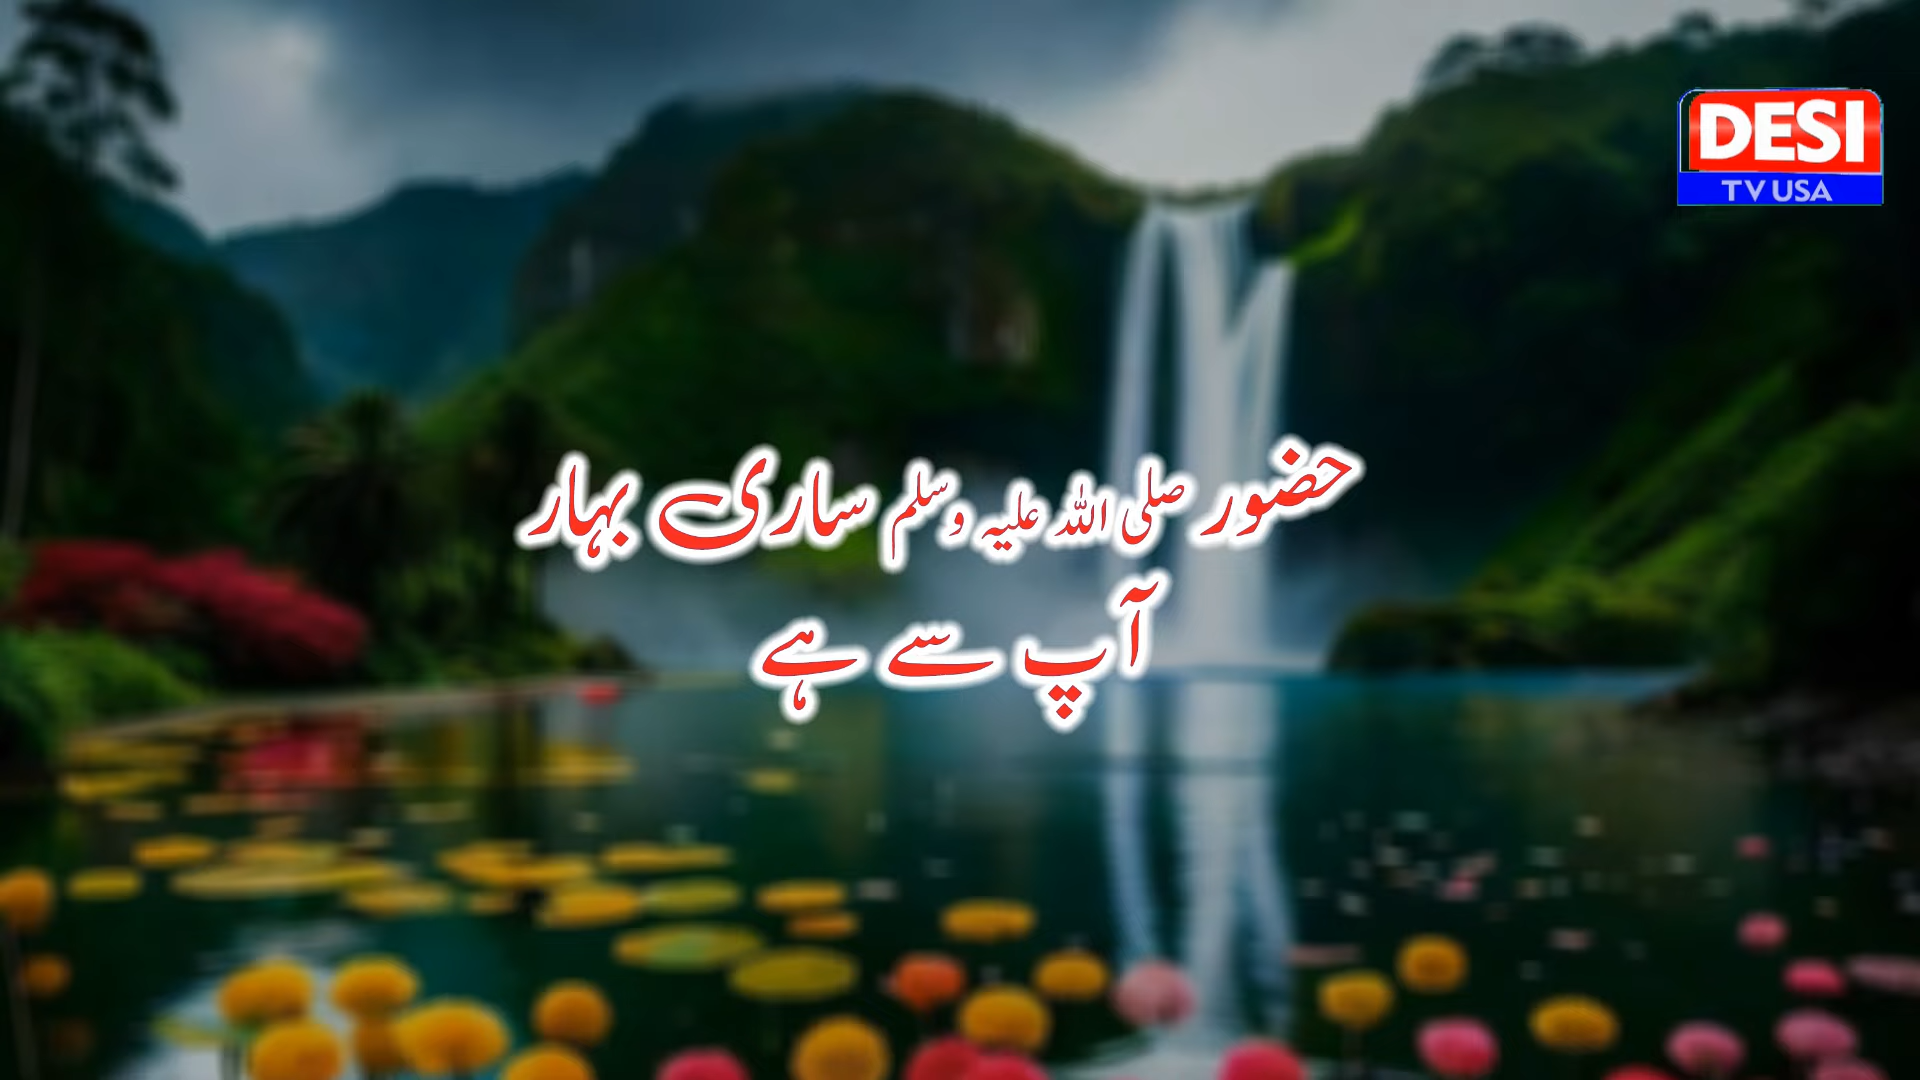 DESI
TV USA
حضور صلی اللہ علیہ وسلم ساری بہار
آپ سے ہے